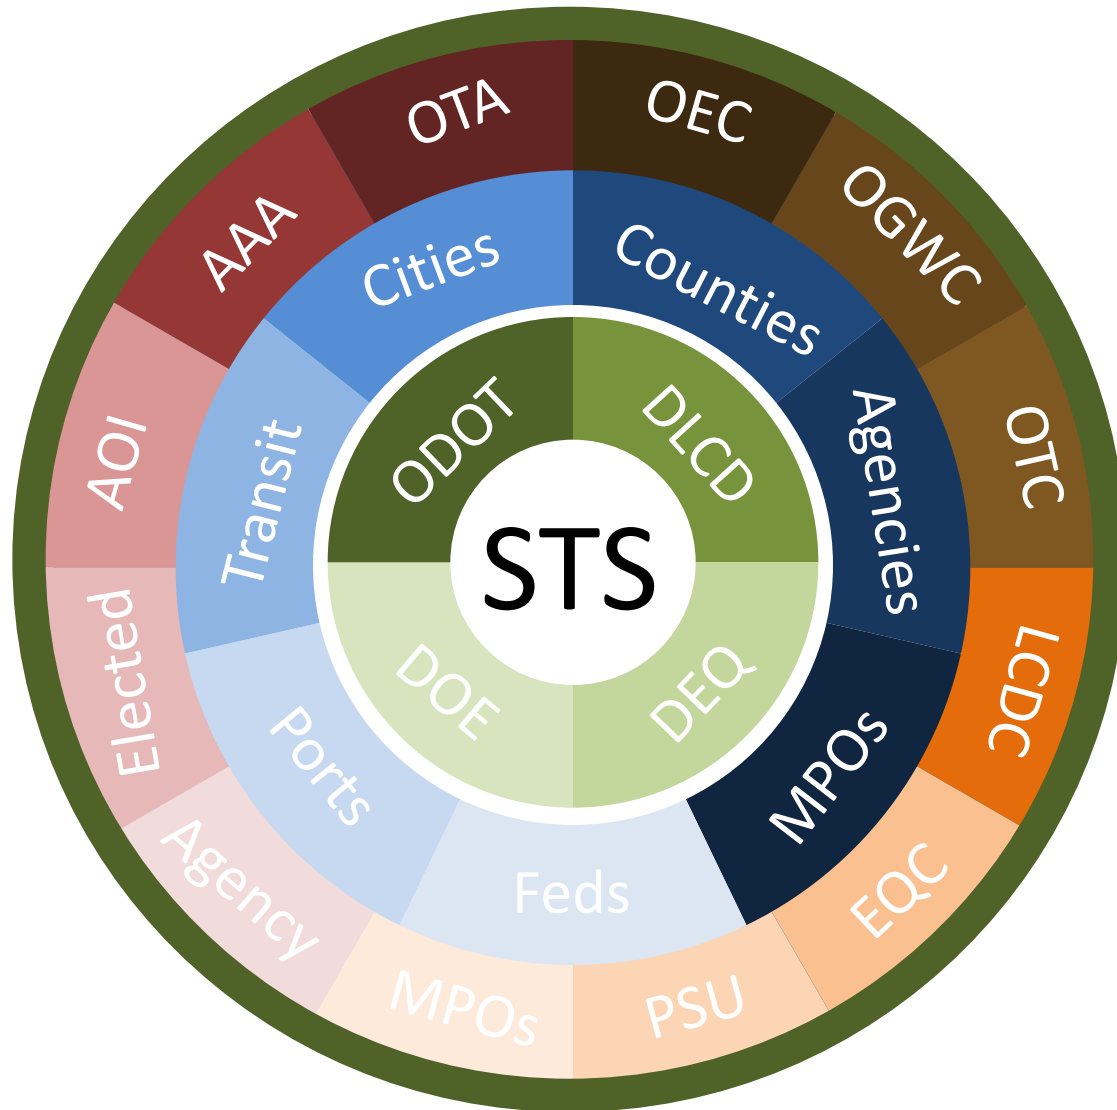 OTA
OEC
OGWC
OTC
LCDC
EQC
PSU
MPOs
Agency
Elected
AOI
AAA
Cities
Counties
Agencies
MPOs
Feds
Ports
Transit
ODOT
DLCD
DEQ
DOE
STS